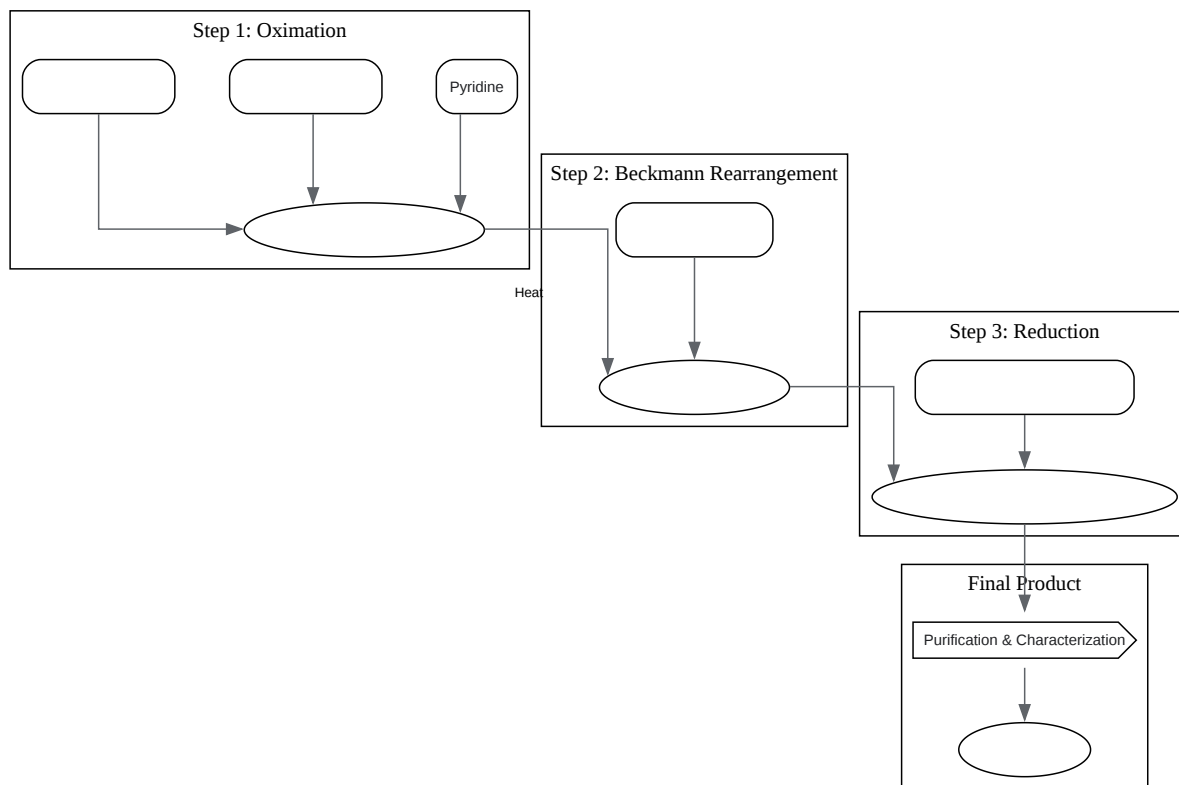 Step 1: Oximation
Pyridine
Step 2: Beckmann Rearrangement
Heat
Step 3: Reduction
Final Product
Purification & Characterization